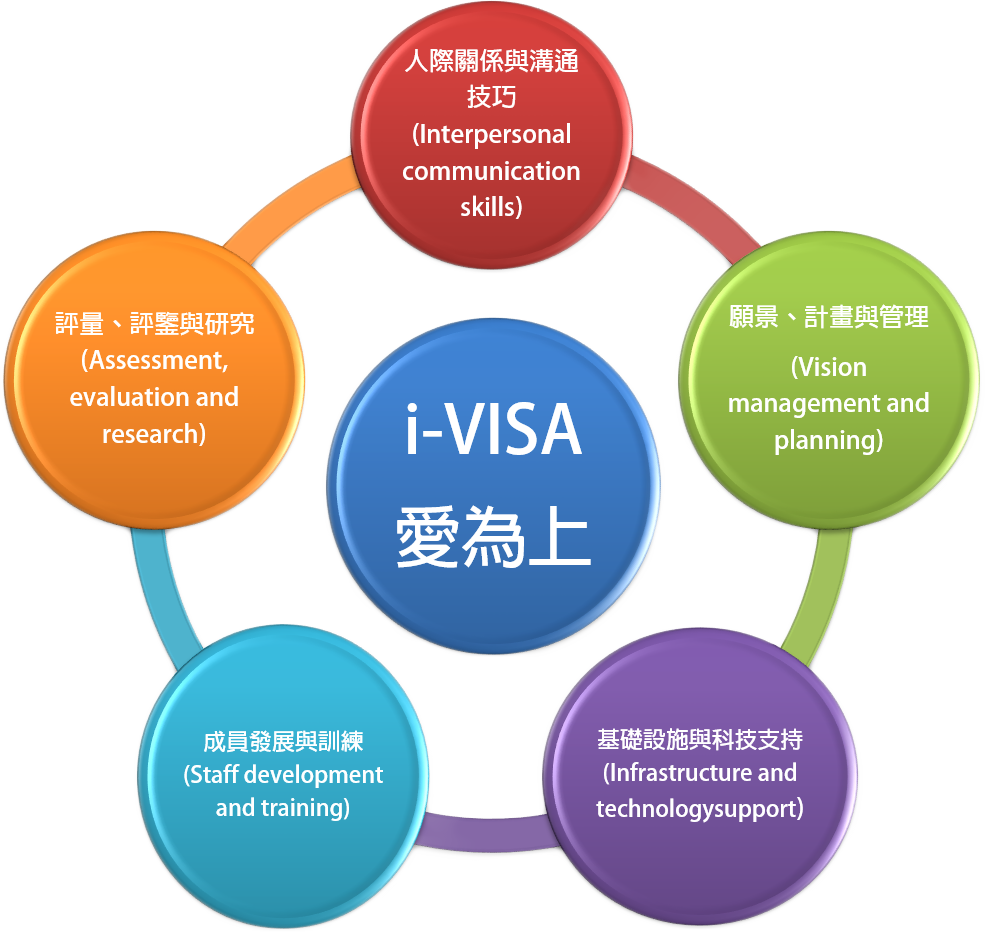 人際關係與溝通
技巧
(Interpersonal
communication
skills)
願景、計畫與管理
(Vision
management and
planning)
基礎設施與科技支持
(Infrastructure and
technologysupport)
成員發展與訓練
(Staff development
and training)
評量、評鑒與研究
(Assessment,
evaluation and
research)
i-VISA
愛為上